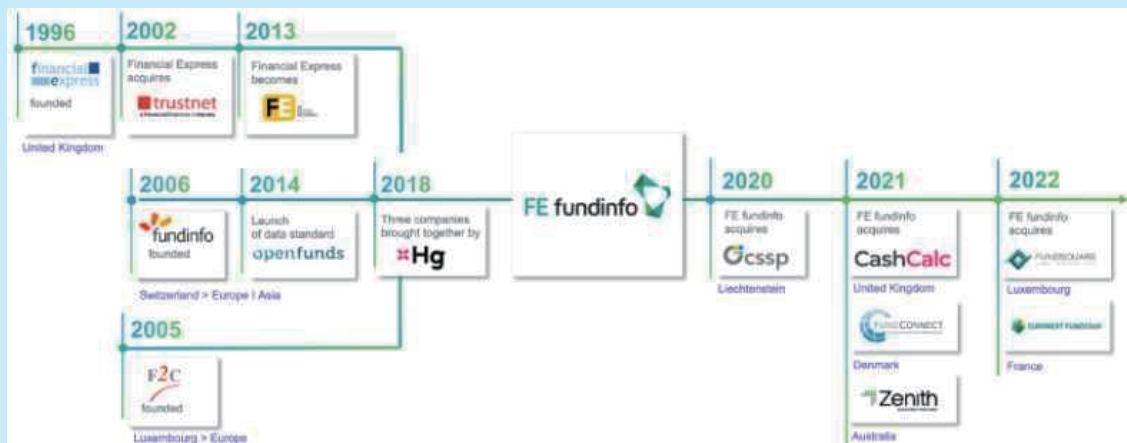 1996
financial
express
founded
United Kingdom
2002
Financial Express
acquires
trustnet
2013
Financial Express
becomes
FE
2006
fundinfo
founded
Switzerland > Europe | Asia
2014
Launch
of data standard
openfunds
2018
Three companies
brought together by
Hg
2005
F2C
founded
Luxembourg > Europe
FE fundinfo
2020
FE fundinfo
acquires
cssp
Liechtenstein
2021
FE fundinfo
acquires
CashCalc
United Kingdom
FUNDCONNECT
Denmark
Zenith
Australia
2022
FE fundinfo
acquires
FUNDSQUARE
Luxembourg
France